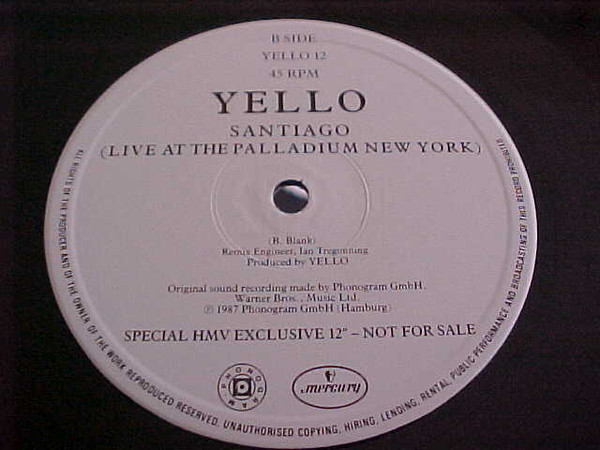 B SIDE
YELLO 12
45 RPM
YELLO
SANTIAGO
(LIVE AT THE PALLADIUM NEW YORK)
(B. Blank)
Remix Engineer, Ian Tregonning
Produced by YELLO
Original sound recording made by Phonogram GmbH.
Warner Bros., Music Ltd.
℗ 1987 Phonogram GmbH (Hamburg)
SPECIAL HMV EXCLUSIVE 12" – NOT FOR SALE
PHONOGRAM
mercury
ALL RIGHTS OF THE PRODUCER AND OF THE OWNER OF THE WORK REPRODUCED RESERVED. UNAUTHORISED COPYING, HIRING, LENDING, RENTAL, PUBLIC PERFORMANCE AND BROADCASTING OF THIS RECORD PROHIBITED